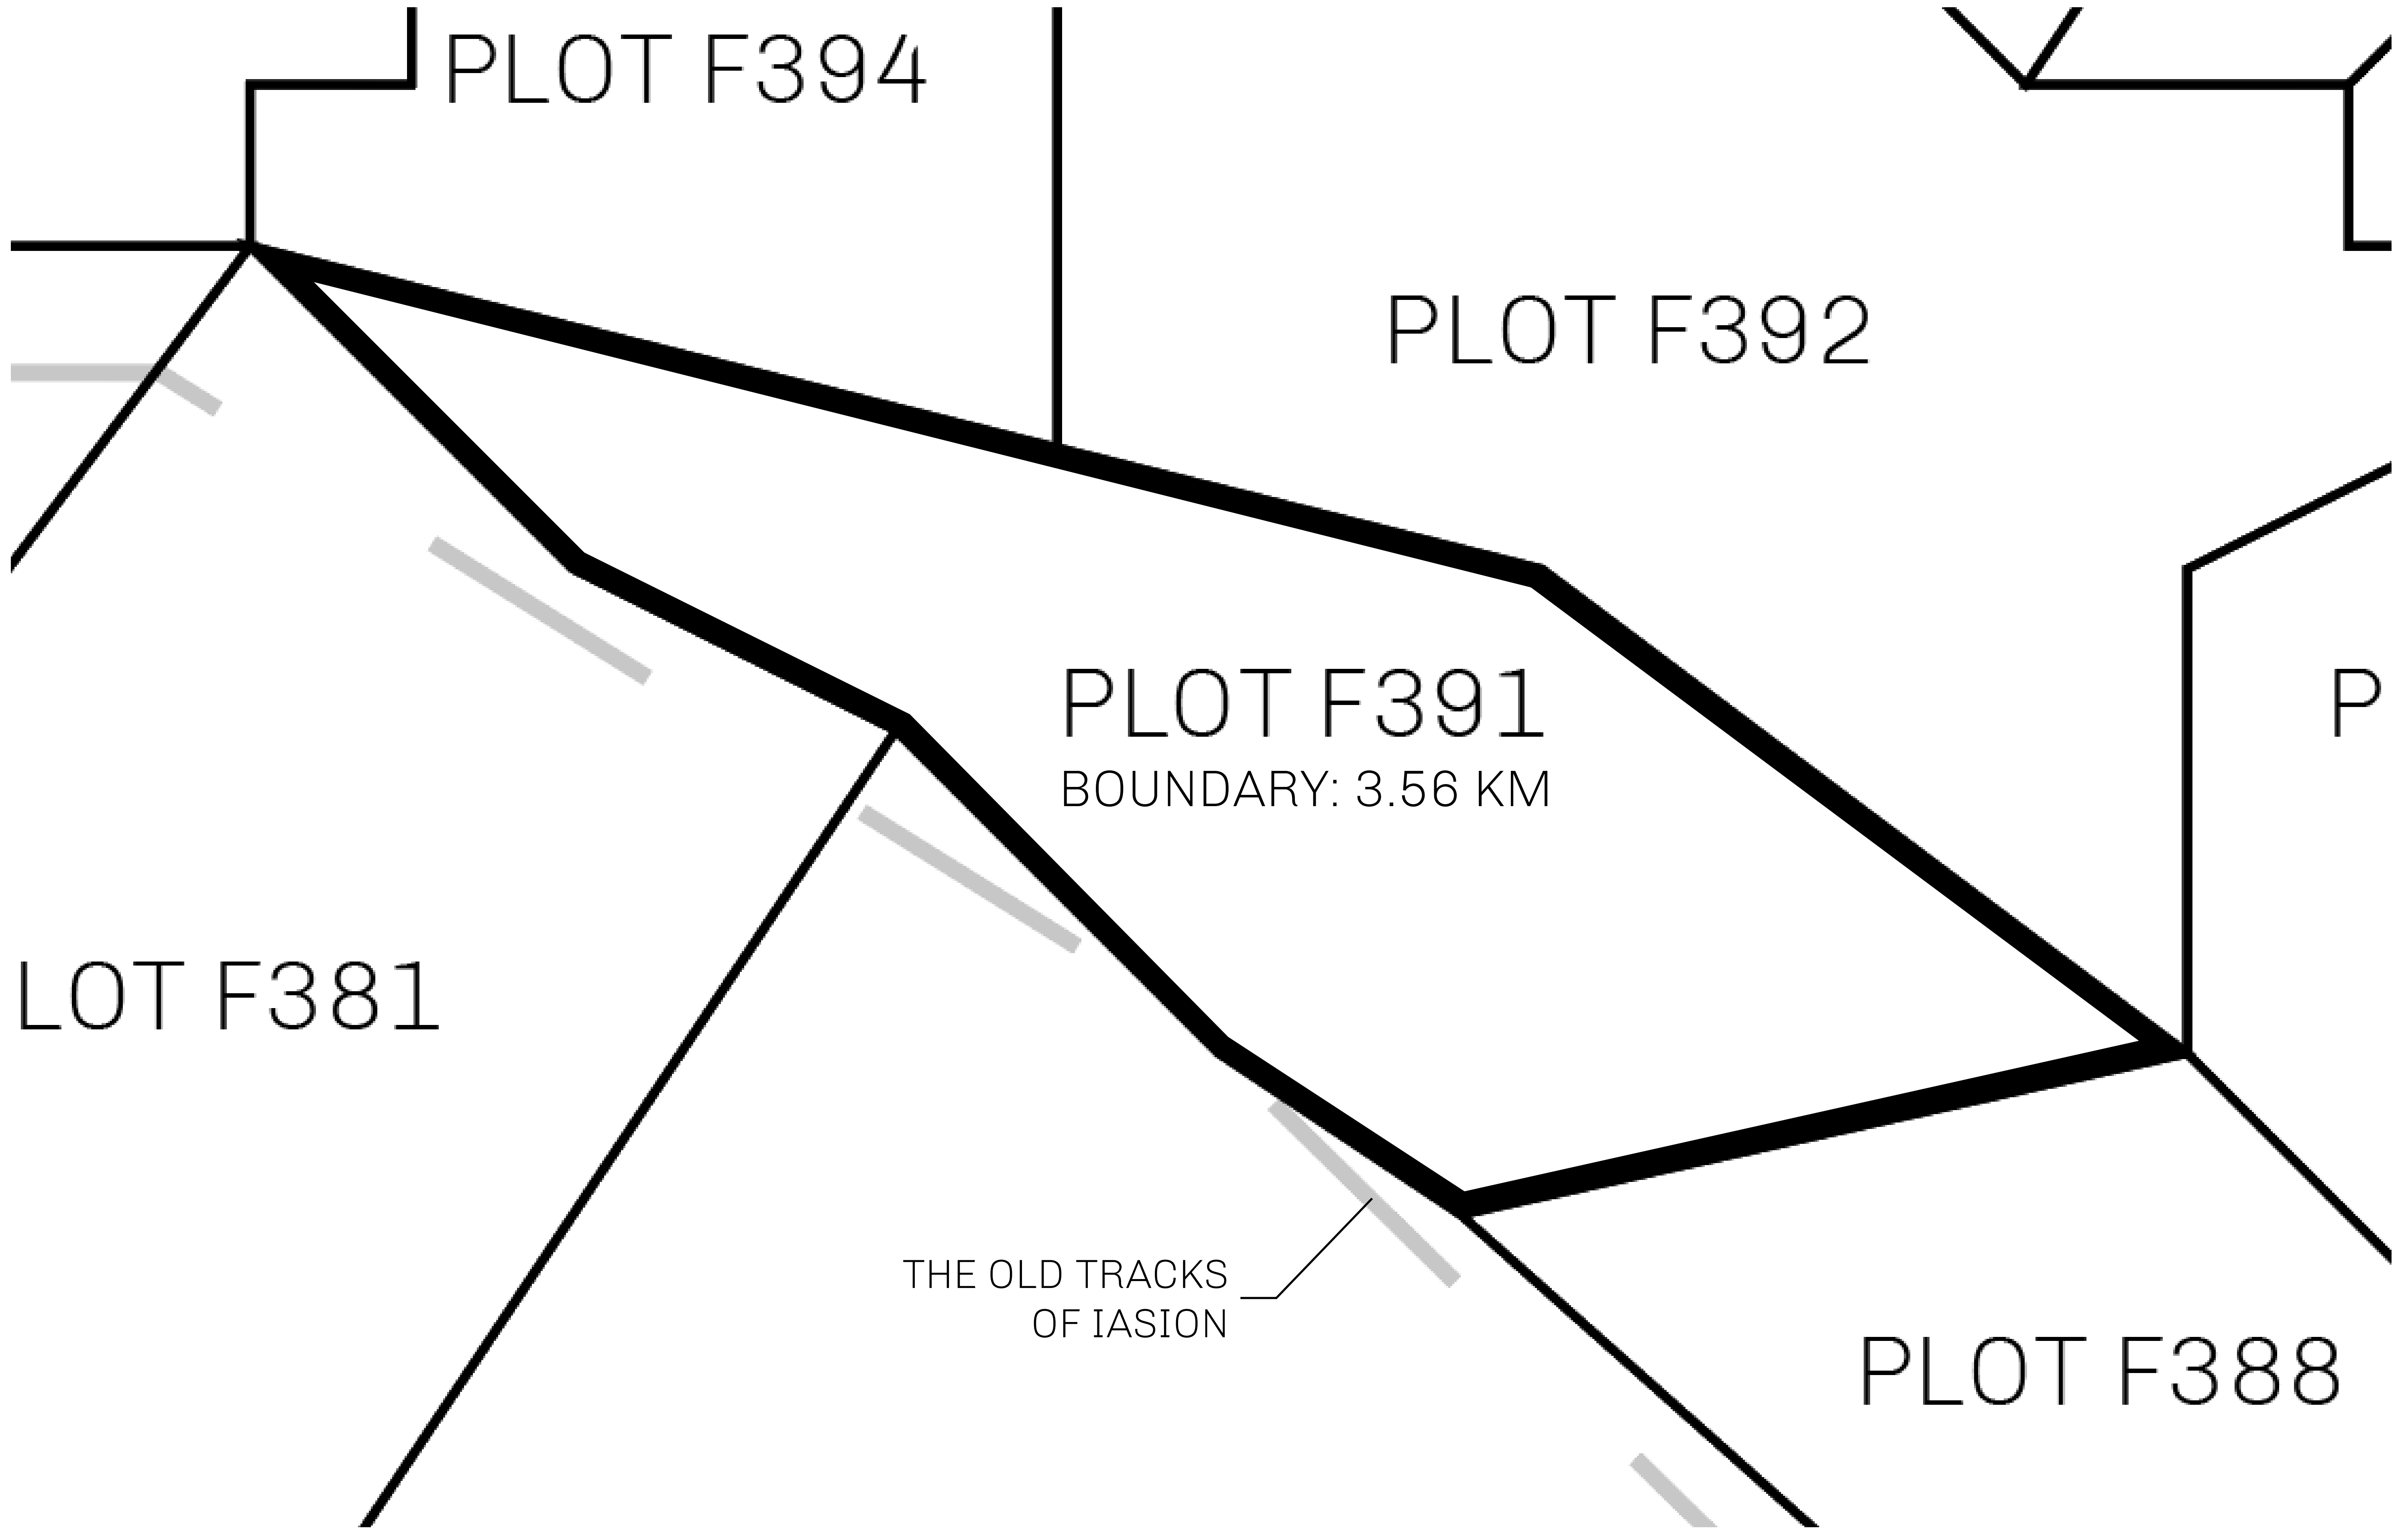 PLOT F394
PLOT F392
PLOT F391
BOUNDARY: 3.56 KM
P
LOT F381
THE OLD TRACKS
OF IASION
PLOT F388